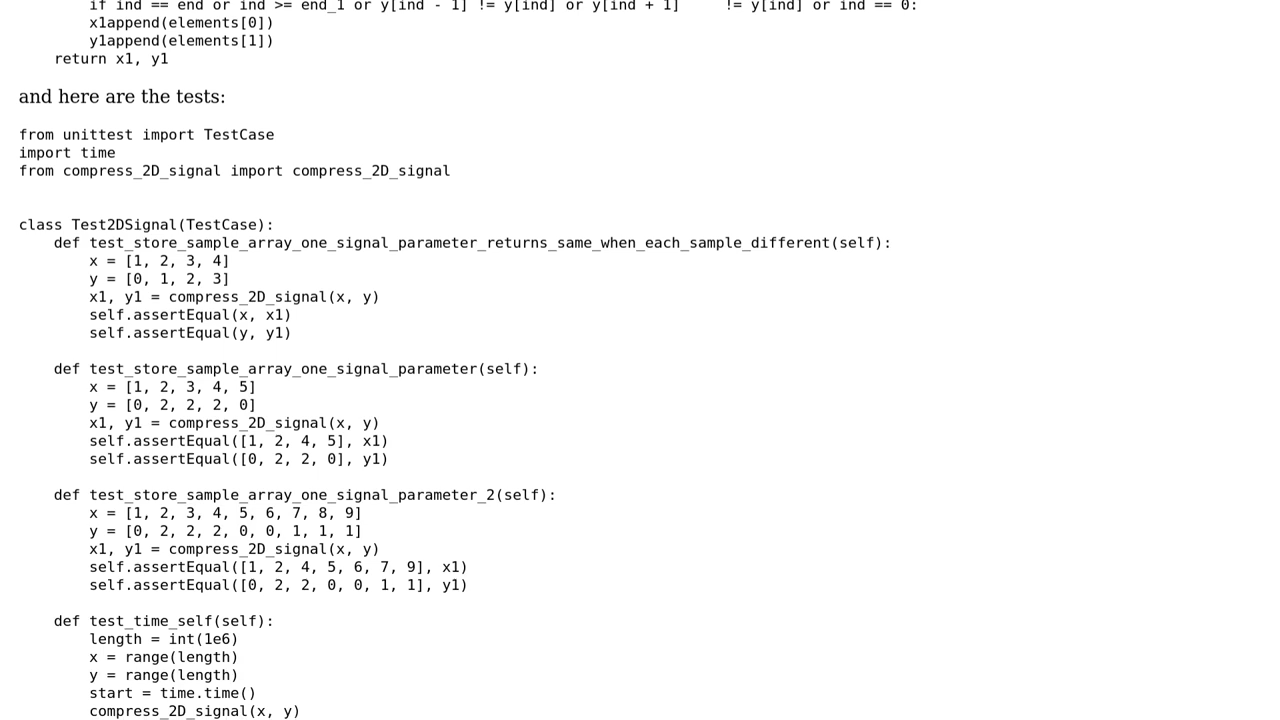 if ind == end or ind >= end_1 or y[ind - 1] != y[ind] or y[ind + 1]     != y[ind] or ind == 0:
        x1append(elements[0])
        y1append(elements[1])
    return x1, y1
and here are the tests:
from unittest import TestCase
import time
from compress_2D_signal import compress_2D_signal
class Test2DSignal(TestCase):
    def test_store_sample_array_one_signal_parameter_returns_same_when_each_sample_different(self):
        x = [1, 2, 3, 4]
        y = [0, 1, 2, 3]
        x1, y1 = compress_2D_signal(x, y)
        self.assertEqual(x, x1)
        self.assertEqual(y, y1)
    def test_store_sample_array_one_signal_parameter(self):
        x = [1, 2, 3, 4, 5]
        y = [0, 2, 2, 2, 0]
        x1, y1 = compress_2D_signal(x, y)
        self.assertEqual([1, 2, 4, 5], x1)
        self.assertEqual([0, 2, 2, 0], y1)
    def test_store_sample_array_one_signal_parameter_2(self):
        x = [1, 2, 3, 4, 5, 6, 7, 8, 9]
        y = [0, 2, 2, 2, 0, 0, 1, 1, 1]
        x1, y1 = compress_2D_signal(x, y)
        self.assertEqual([1, 2, 4, 5, 6, 7, 9], x1)
        self.assertEqual([0, 2, 2, 0, 0, 1, 1], y1)
    def test_time_self(self):
        length = int(1e6)
        x = range(length)
        y = range(length)
        start = time.time()
        compress_2D_signal(x, y)